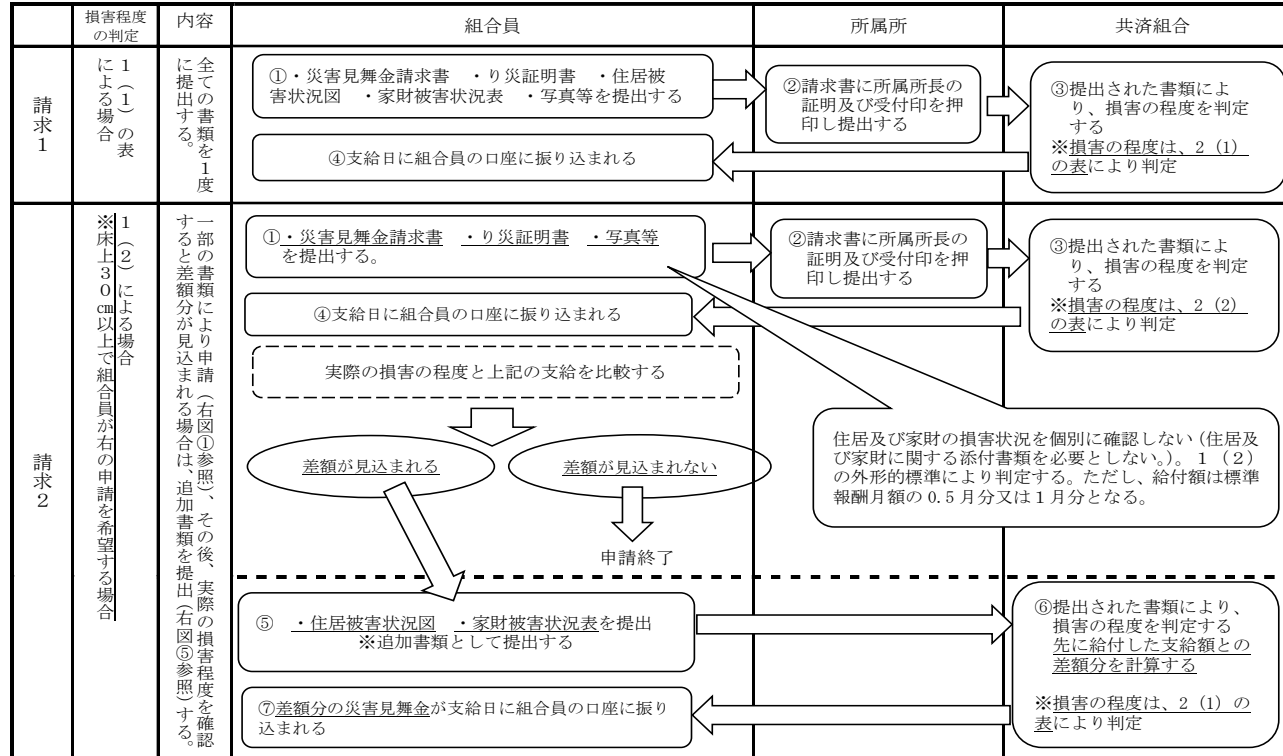 損害程度
の判定
内容
組合員
所属所
共済組合
請求1
1(1)の表
による場合
全ての書類を1度
に提出する。
①・災害見舞金請求書 ・り災証明書 ・住居被
害状況図 ・家財被害状況表 ・写真等を提出する
②請求書に所属所長の
証明及び受付印を押
印し提出する
③提出された書類によ
り、損害の程度を判定
する
※損害の程度は、2 (1)
の表により判定
④支給日に組合員の口座に振り込まれる
請求2
1(2)による場合
※床上30㎝以上で組合員が右の申請を希望する場合
一部の書類により申請(右図①参照)、その後、実際の損害程度を確認
すると差額分が見込まれる場合は、追加書類を提出(右図⑤参照)する。
①・災害見舞金請求書 ・り災証明書 ・写真等
を提出する。
②請求書に所属所長の
証明及び受付印を押
印し提出する
③提出された書類によ
り、損害の程度を判定
する
※損害の程度は、2 (2)
の表により判定
④支給日に組合員の口座に振り込まれる
実際の損害の程度と上記の支給を比較する
住居及び家財の損害状況を個別に確認しない(住居及
び家財に関する添付書類を必要としない。)。 1 (2)
の外形的標準により判定する。ただし、給付額は標準
報酬月額の 0.5 月分又は 1 月分となる。
差額が見込まれる
差額が見込まれない
申請終了
⑤ ・住居被害状況図 ・家財被害状況表を提出
※追加書類として提出する
⑥提出された書類により、
損害の程度を判定する
先に給付した支給額との
差額分を計算する
※損害の程度は、2 (1) の
表により判定
⑦差額分の災害見舞金が支給日に組合員の口座に振り
込まれる